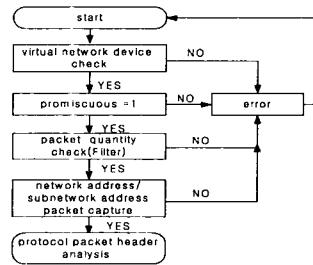 start
virtual network device
check
NO
YES
promiscuous =1
NO
error
YES
packet quantity
check(Filter)
NO
YES
network address/
subnetwork address
packet capture
NO
YES
protocol packet header
analysis